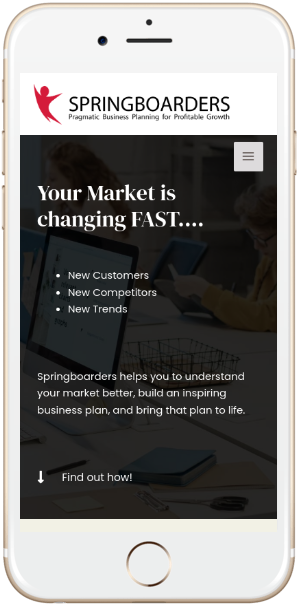 SPRINGBOARDERS
Pragmatic Business Planning for Profitable Growth
Your Market is
changing FAST....
New Customers
New Competitors
New Trends
Springboarders helps you to understand
your market better, build an inspiring
business plan, and bring that plan to life.
Find out how!